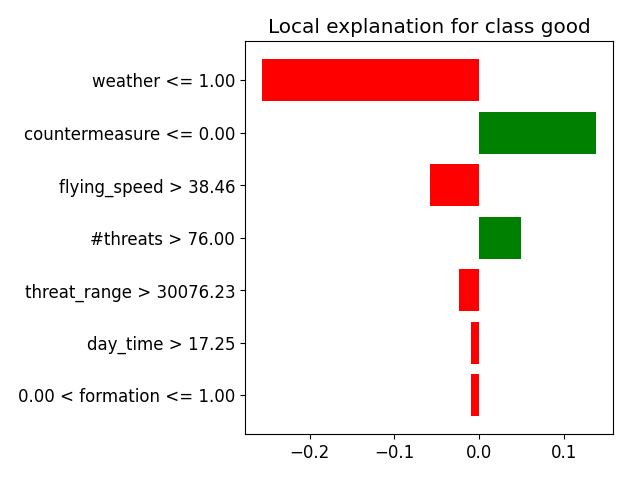 Local explanation for class good
weather <= 1.00
countermeasure <= 0.00
flying_speed > 38.46
#threats > 76.00
threat_range > 30076.23
day_time > 17.25
0.00 < formation <= 1.00
−0.2 −0.1 0.0 0.1